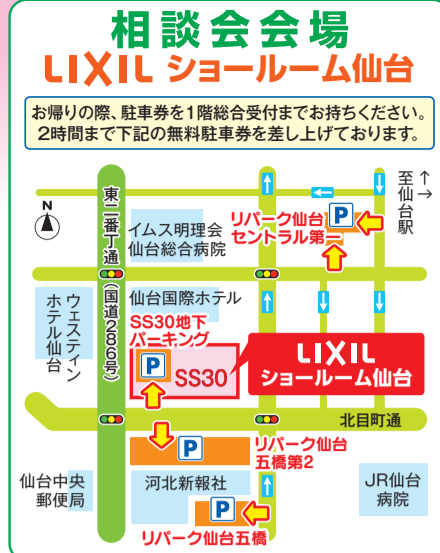 相談会会場
LIXIL ショールーム仙台
お帰りの際、駐車券を1階総合受付までお持ちください。
2時間まで下記の無料駐車券を差し上げております。
至 ↑
仙 →
台
駅
N
東二番丁通
(国道286号)
イムス明理会
仙台総合病院
リパーク仙台
セントラル第一
P
ウェスティン
ホテル仙台
仙台国際ホテル
SS30地下
パーキング
P
SS30
LIXIL
ショールーム仙台
北目町通
P
リパーク仙台
五橋第2
仙台中央
郵便局
河北新報社
P
リパーク仙台五橋
JR仙台
病院